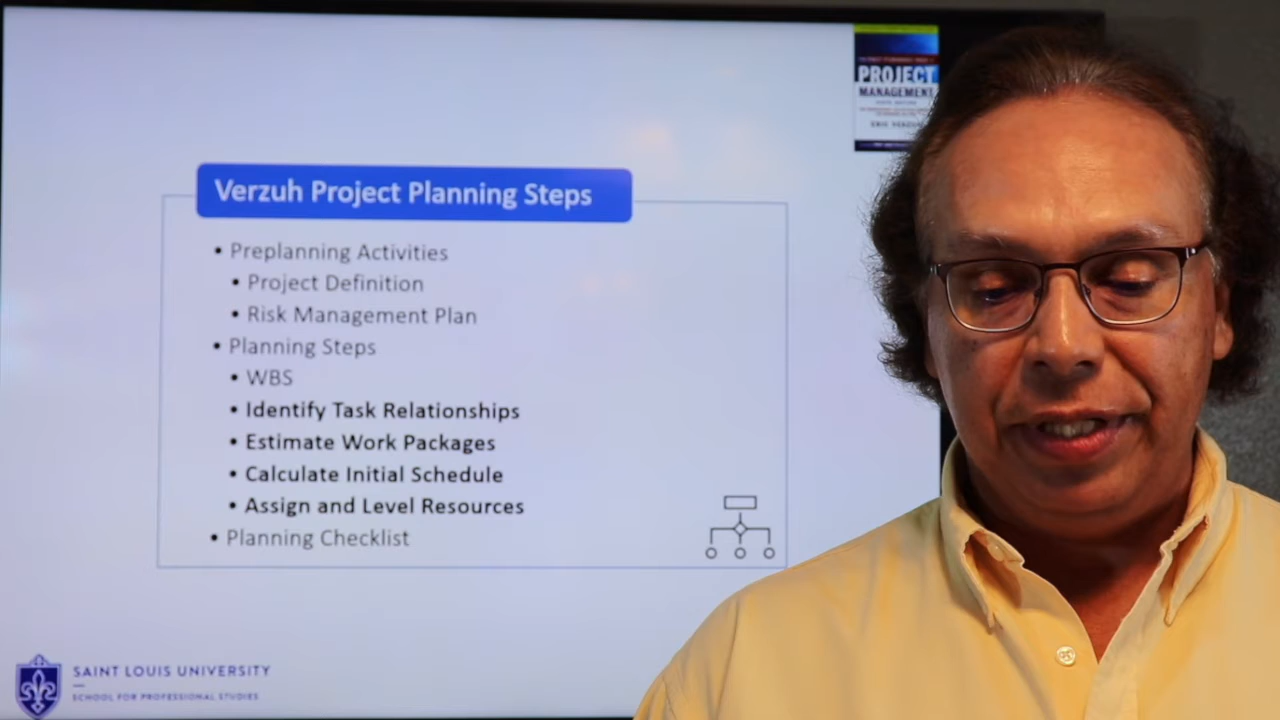 PROJECT
MANAGEMENT
Verzuh Project Planning Steps
• Preplanning Activities
• Project Definition
• Risk Management Plan
• Planning Steps
• WBS
• Identify Task Relationships
• Estimate Work Packages
• Calculate Initial Schedule
• Assign and Level Resources
• Planning Checklist
SAINT LOUIS UNIVERSITY
SCHOOL FOR PROFESSIONAL STUDIES